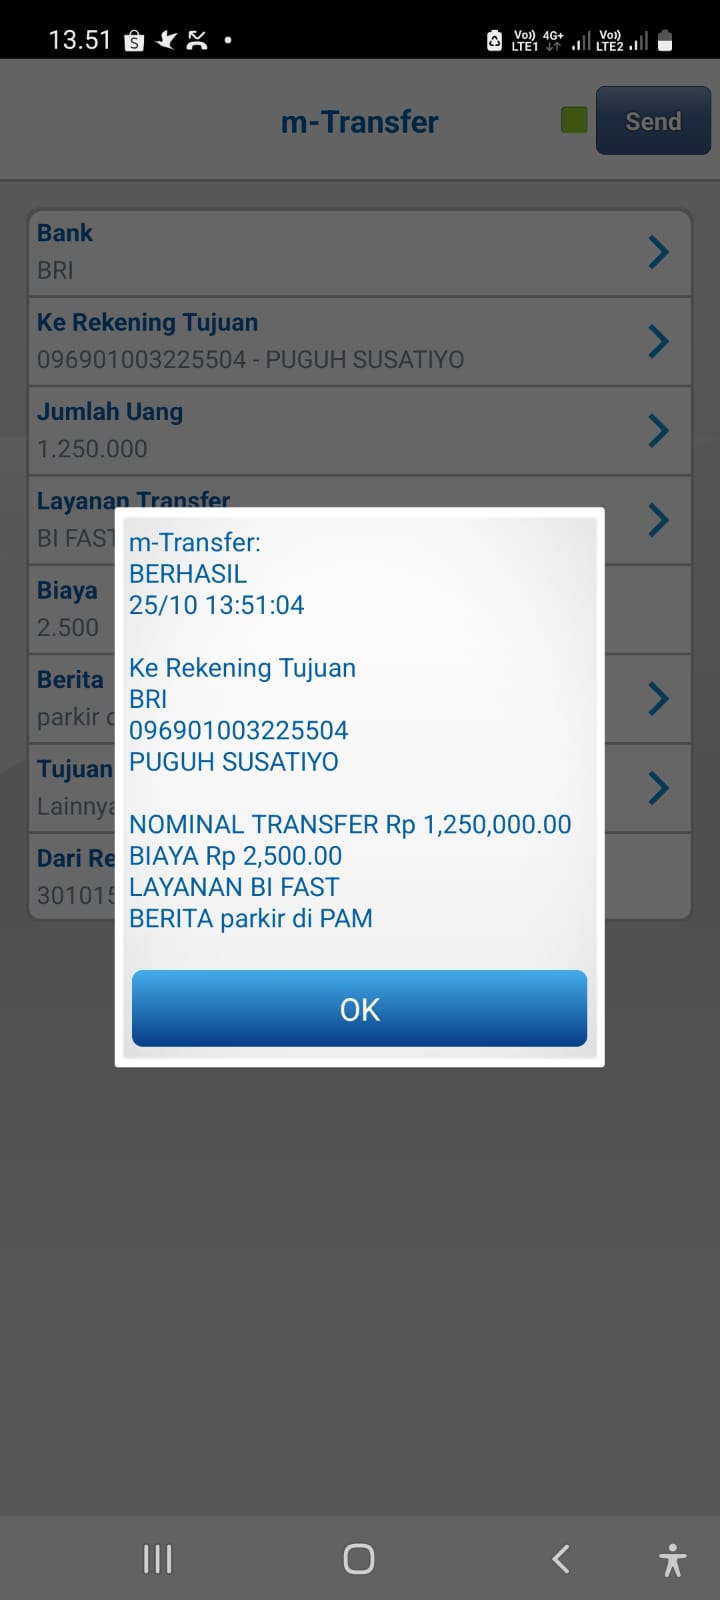 13.51
Vo)) LTE1 4G+ Vo)) LTE2
m-Transfer
Send
Bank
BRI
Ke Rekening Tujuan
096901003225504 - PUGUH SUSATIYO
Jumlah Uang
1.250.000
Layanan Transfer
BI FAST
Biaya
2.500
Berita
parkir
Tujuan
Lainnya
Dari Re
301015
m-Transfer:
BERHASIL
25/10 13:51:04
Ke Rekening Tujuan
BRI
096901003225504
PUGUH SUSATIYO
NOMINAL TRANSFER Rp 1,250,000.00
BIAYA Rp 2,500.00
LAYANAN BI FAST
BERITA parkir di PAM
OK